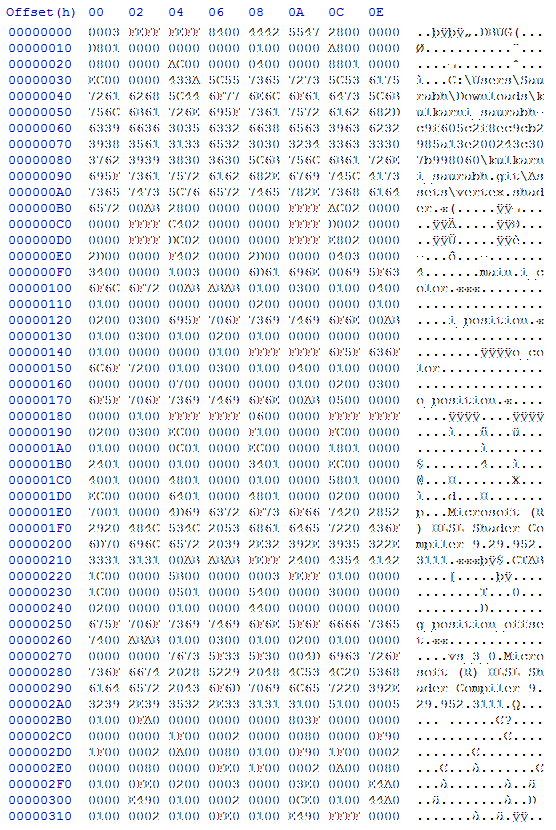 Offset(h) 00 02 04 06 08 0A 0C 0E
00000000 0003 FEFF FEFF 8400 4442 5547 2800 0000 ..þÿþÿ„.DBUG(...
00000010 D801 0000 0000 0000 0100 0000 A800 0000 Ø...........¨...
00000020 0800 0000 AC00 0000 0400 0000 8801 0000 ....¬.......ˆ...
00000030 EC00 0000 433A 5C55 7365 7273 5C53 6175 ì...C:\Users\Sau
00000040 7261 6268 5C44 6F77 6E6C 6F61 6473 5C6B rabh\Downloads\k
00000050 756C 6B61 726E 695F 7361 7572 6162 682D ulkarni_saurabh-
00000060 6339 6636 3035 6332 6638 6563 3963 6232 c9f605c2f8ec9cb2
00000070 3938 3561 3133 6532 3030 3234 3363 3330 985a13e200243c30
00000080 3762 3939 3830 3630 5C6B 756C 6B61 726E 7b998060\kulkarn
00000090 695F 7361 7572 6162 682E 6769 745C 4173 i_saurabh.git\As
000000A0 7365 7473 5C76 6572 7465 782E 7368 6164 sets\vertex.shad
000000B0 6572 00AB 2800 0000 0000 FFFF AC02 0000 er.«(.....ÿÿ¬...
000000C0 0000 FFFF C402 0000 0000 FFFF D002 0000 ..ÿÿÄ.....ÿÿÐ...
000000D0 0000 FFFF DC02 0000 0000 FFFF E802 0000 ..ÿÿÜ.....ÿÿè...
000000E0 2D00 0000 F402 0000 2D00 0000 0403 0000 -...ô...-.......
000000F0 3400 0000 1003 0000 6D61 696E 0069 5F63 4.......main.i_c
00000100 6F6C 6F72 00AB ABAB 0100 0300 0100 0400 olor.«««........
00000110 0100 0000 0000 0000 0200 0000 0000 0100 ................
00000120 0200 0300 695F 706F 7369 7469 6F6E 00AB ....i_position.«
00000130 0100 0300 0100 0200 0100 0000 0000 0000 ................
00000140 0100 0000 0000 0100 FFFF FFFF 6F5F 636F ........ÿÿÿÿo_co
00000150 6C6F 7200 0100 0300 0100 0400 0100 0000 lor.............
00000160 0000 0000 0700 0000 0000 0100 0200 0300 ................
00000170 6F5F 706F 7369 7469 6F6E 00AB 0500 0000 o_position.«....
00000180 0000 0100 FFFF FFFF 0600 0000 FFFF FFFF ....ÿÿÿÿ....ÿÿÿÿ
00000190 0200 0300 EC00 0000 F100 0000 FC00 0000 ....ì...ñ...ü...
000001A0 0100 0000 0C01 0000 EC00 0000 1801 0000 ........ì.......
000001B0 2401 0000 0100 0000 3401 0000 EC00 0000 $.......4...ì...
000001C0 4001 0000 4801 0000 0100 0000 5801 0000 @...H.......X...
000001D0 EC00 0000 6401 0000 4801 0000 0200 0000 ì...d...H.......
000001E0 7001 0000 4D69 6372 6F73 6F66 7420 2852 p...Microsoft (R
000001F0 2920 484C 534C 2053 6861 6465 7220 436F ) HLSL Shader Co
00000200 6D70 696C 6572 2039 2E32 392E 3935 322E mpiler 9.29.952.
00000210 3331 3131 00AB ABAB FEFF 2400 4354 4142 3111.«««þÿ$.CTAB
00000220 1C00 0000 5B00 0000 0003 FEFF 0100 0000 ....[.....þÿ....
00000230 1C00 0000 0501 0000 5400 0000 3000 0000 ........T...0...
00000240 0200 0000 0100 0000 4400 0000 0000 0000 ........D.......
00000250 675F 706F 7369 7469 6F6E 5F6F 6666 7365 g_position_offse
00000260 7400 ABAB 0100 0300 0100 0200 0100 0000 t.««............
00000270 0000 0000 7673 5F33 5F30 004D 6963 726F ....vs_3_0.Micro
00000280 736F 6674 2028 5229 2048 4C53 4C20 5368 soft (R) HLSL Sh
00000290 6164 6572 2043 6F6D 7069 6C65 7220 392E ader Compiler 9.
000002A0 3239 2E39 3532 2E33 3131 3100 5100 0005 29.952.3111.Q...
000002B0 0100 0FA0 0000 0000 0000 803F 0000 0000 ... ......€?....
000002C0 0000 0000 1F00 0002 0000 0080 0000 0F90 ...........€....
000002D0 1F00 0002 0A00 0080 0100 0F90 1F00 0002 .......€........
000002E0 0000 0080 0000 0FE0 1F00 0002 0A00 0080 ...€...à.......€
000002F0 0100 0FE0 0200 0003 0000 03E0 0000 E4A0 ...à.......à..ä 
00000300 0000 E490 0100 0002 0000 0CE0 0100 44A0 ..ä........à..D 
00000310 0100 0002 0100 0FE0 0100 E490 FFFF 0000 .......à..ä.ÿÿ..